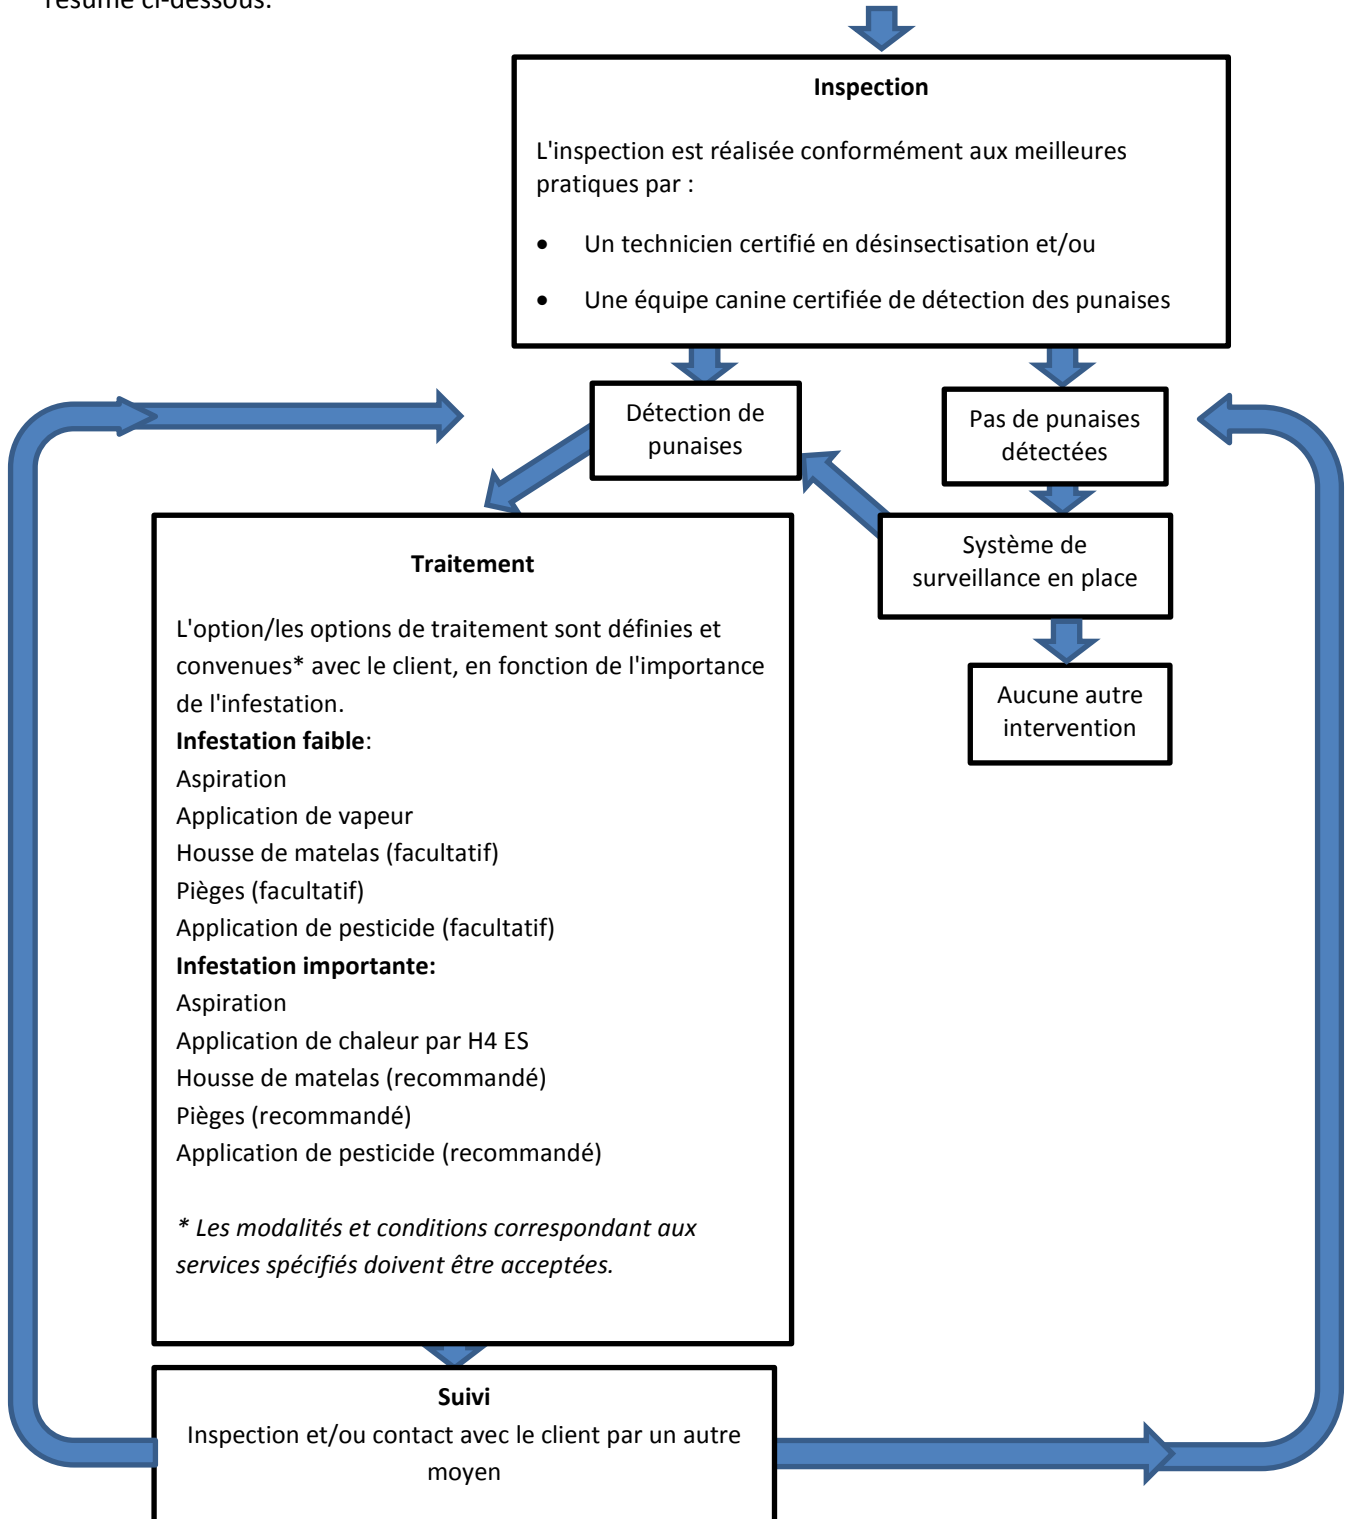 résumé ci-dessous.
Inspection
L'inspection est réalisée conformément aux meilleures
pratiques par :
• Un technicien certifié en désinsectisation et/ou
• Une équipe canine certifiée de détection des punaises
Détection de
punaises
Pas de punaises
détectées
Système de
surveillance en place
Aucune autre
intervention
Traitement
L'option/les options de traitement sont définies et
convenues* avec le client, en fonction de l'importance
de l'infestation.
Infestation faible:
Aspiration
Application de vapeur
Housse de matelas (facultatif)
Pièges (facultatif)
Application de pesticide (facultatif)
Infestation importante:
Aspiration
Application de chaleur par H4 ES
Housse de matelas (recommandé)
Pièges (recommandé)
Application de pesticide (recommandé)
* Les modalités et conditions correspondant aux
services spécifiés doivent être acceptées.
Suivi
Inspection et/ou contact avec le client par un autre
moyen